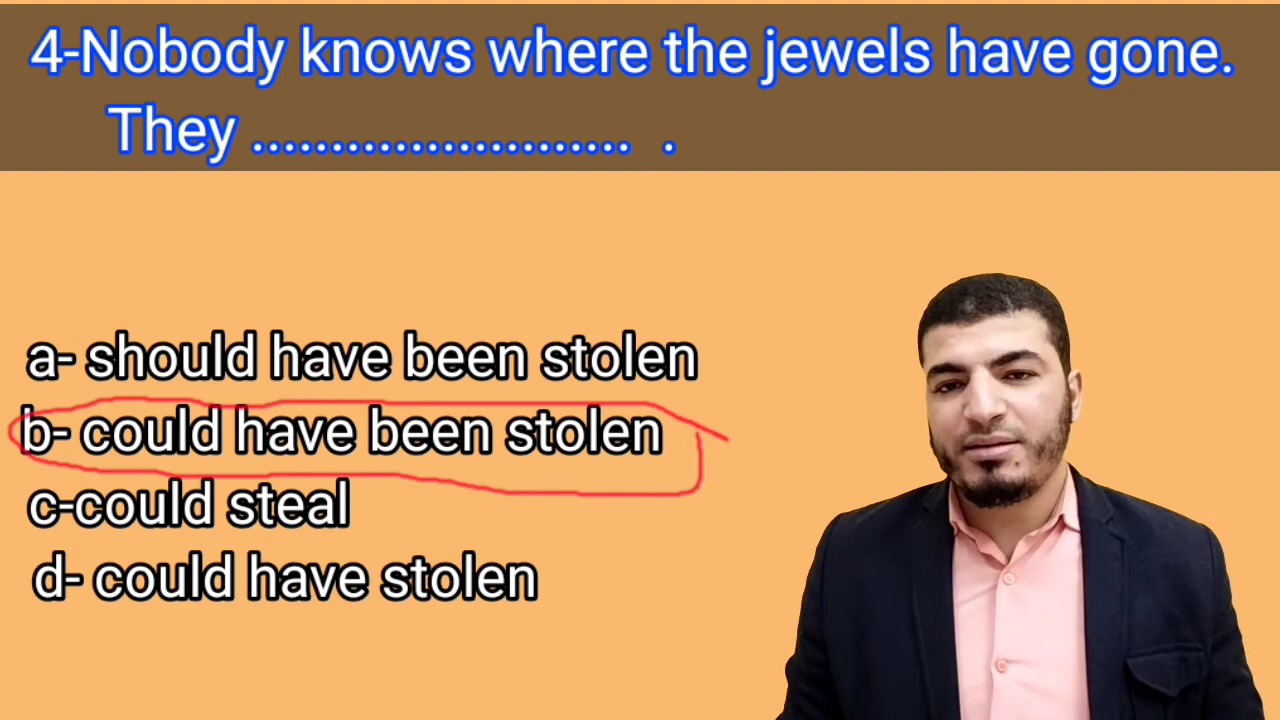 4-Nobody knows where the jewels have gone.
They ........................ .
a- should have been stolen
b- could have been stolen
c-could steal
d- could have stolen